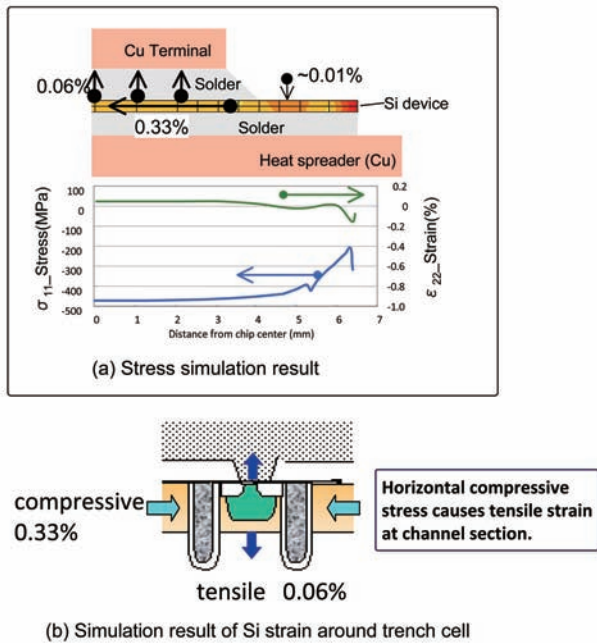 Cu Terminal
Solder
~0.01%
0.06%
0.33%
Si device
Solder
Heat spreader (Cu)
100
0
-100
-200
-300
-400
-500
σ11_Stress(MPa)
0.2
0
-0.2
-0.4
-0.6
-0.8
-1.0
ε22_Strain(%)
0 1 2 3 4 5 6 7
Distance from chip center (mm)
(a) Stress simulation result
compressive
0.33%
Horizontal compressive
stress causes tensile strain
at channel section.
tensile 0.06%
(b) Simulation result of Si strain around trench cell